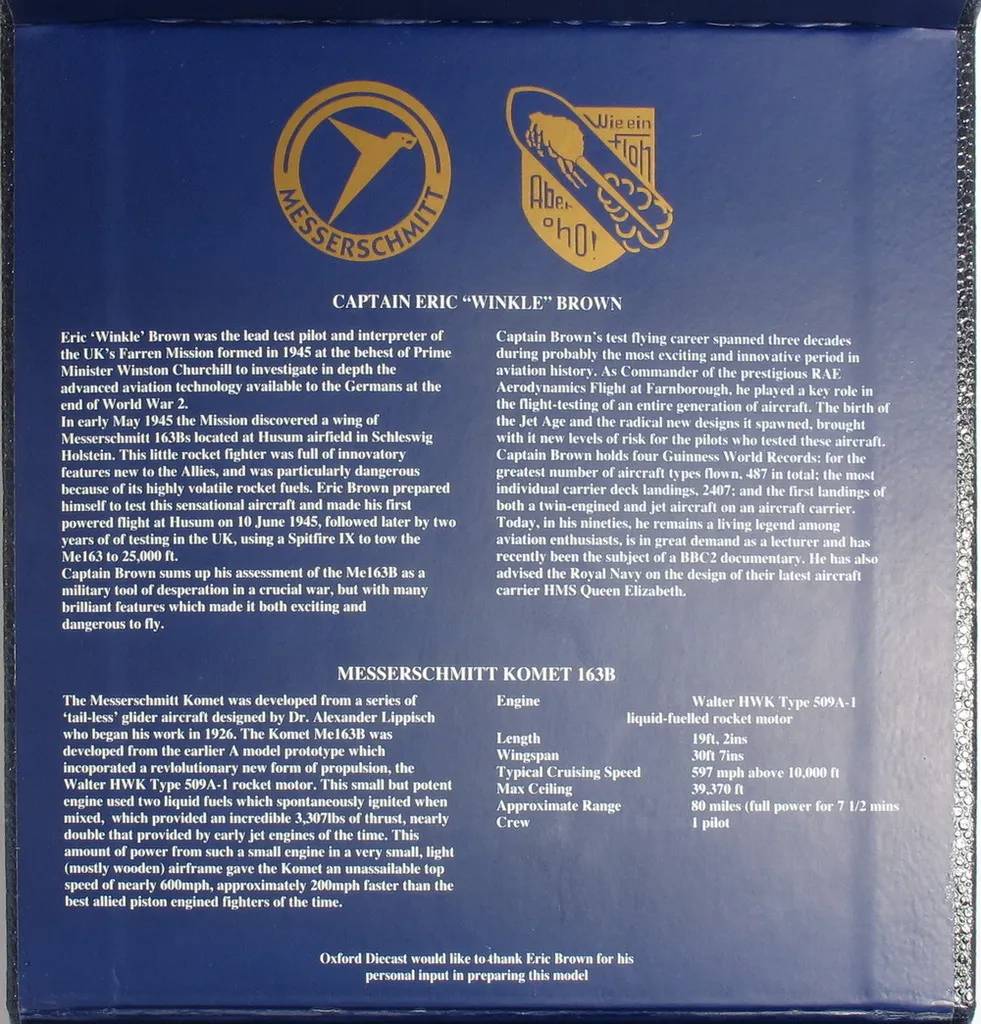 MESSERSCHMITT
Wie ein
Floh
Aber
oho!
CAPTAIN ERIC “WINKLE” BROWN
Eric ‘Winkle’ Brown was the lead test pilot and interpreter of
the UK’s Farren Mission formed in 1945 at the behest of Prime
Minister Winston Churchill to investigate in depth the
advanced aviation technology available to the Germans at the
end of World War 2.
In early May 1945 the Mission discovered a wing of
Messerschmitt 163Bs located at Husum airfield in Schleswig
Holstein. This little rocket fighter was full of innovatory
features new to the Allies, and was particularly dangerous
because of its highly volatile rocket fuels. Eric Brown prepared
himself to test this sensational aircraft and made his first
powered flight at Husum on 10 June 1945, followed later by two
years of of testing in the UK, using a Spitfire IX to tow the
Me163 to 25,000 ft.
Captain Brown sums up his assessment of the Me163B as a
military tool of desperation in a crucial war, but with many
brilliant features which made it both exciting and
dangerous to fly.
Captain Brown’s test flying career spanned three decades
during probably the most exciting and innovative period in
aviation history. As Commander of the prestigious RAE
Aerodynamics Flight at Farnborough, he played a key role in
the flight-testing of an entire generation of aircraft. The birth of
the Jet Age and the radical new designs it spawned, brought
with it new levels of risk for the pilots who tested these aircraft.
Captain Brown holds four Guinness World Records: for the
greatest number of aircraft types flown, 487 in total; the most
individual carrier deck landings, 2407; and the first landings of
both a twin-engined and jet aircraft on an aircraft carrier.
Today, in his nineties, he remains a living legend among
aviation enthusiasts, is in great demand as a lecturer and has
recently been the subject of a BBC2 documentary. He has also
advised the Royal Navy on the design of their latest aircraft
carrier HMS Queen Elizabeth.
MESSERSCHMITT KOMET 163B
The Messerschmitt Komet was developed from a series of
‘tail-less’ glider aircraft designed by Dr. Alexander Lippisch
who began his work in 1926. The Komet Me163B was
developed from the earlier A model prototype which
incoporated a revlolutionary new form of propulsion, the
Walter HWK Type 509A-1 rocket motor. This small but potent
engine used two liquid fuels which spontaneously ignited when
mixed, which provided an incredible 3,307lbs of thrust, nearly
double that provided by early jet engines of the time. This
amount of power from such a small engine in a very small, light
(mostly wooden) airframe gave the Komet an unassailable top
speed of nearly 600mph, approximately 200mph faster than the
best allied piston engined fighters of the time.
Engine Walter HWK Type 509A-1
liquid-fuelled rocket motor
Length 19ft, 2ins
Wingspan 30ft 7ins
Typical Cruising Speed 597 mph above 10,000 ft
Max Ceiling 39,370 ft
Approximate Range 80 miles (full power for 7 1/2 mins
Crew 1 pilot
Oxford Diecast would like to thank Eric Brown for his
personal input in preparing this model